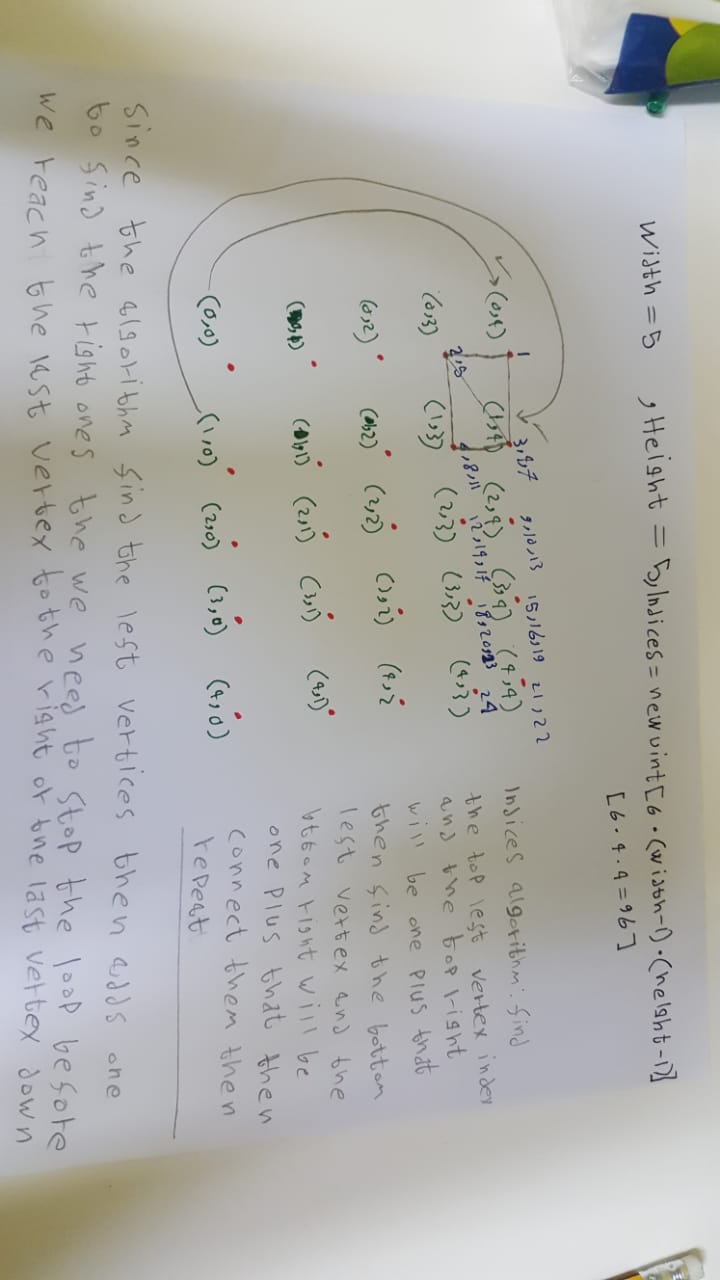 Width = 5 , Height = 5, Indices = new uint [6 · (width-1) · (height-1)]
[6 · 4 · 4 = 96]
1 3,6,7 9,10,13 15,16,19 21,22
(0,4) (1,4) (2,4) (3,4) (4,4)
2,5 4,8,11 12,14,17 18,20,23 24
(0,3) (1,3) (2,3) (3,3) (4,3)
(0,2) (1,2) (2,2) (3,2) (4,2)
(0,1) (1,1) (2,1) (3,1) (4,1)
(0,0) (1,0) (2,0) (3,0) (4,0)
Indices algorithm: find
the top left vertex index
and the top right
will be one plus that
then find the bottom
left vertex and the
bttom right will be
one plus that then
connect them then
repeat
Since the algorithm find the left vertices then adds one
to find the right ones the we need to stop the loop before
we reach the last vertex to the right or the last vertex down